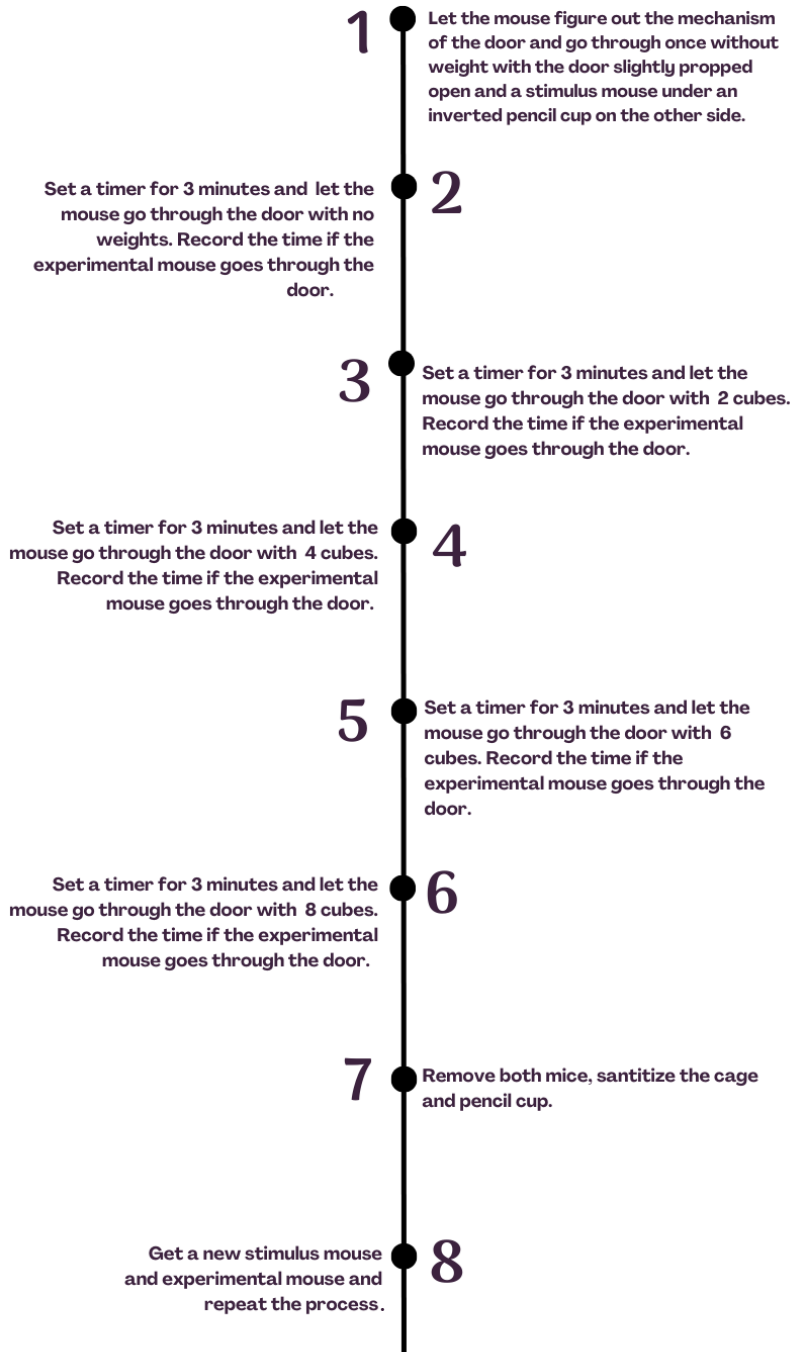 1
Let the mouse figure out the mechanism
of the door and go through once without
weight with the door slightly propped
open and a stimulus mouse under an
inverted pencil cup on the other side.
2
Set a timer for 3 minutes and let the
mouse go through the door with no
weights. Record the time if the
experimental mouse goes through the
door.
3
Set a timer for 3 minutes and let the
mouse go through the door with 2 cubes.
Record the time if the experimental
mouse goes through the door.
4
Set a timer for 3 minutes and let the
mouse go through the door with 4 cubes.
Record the time if the experimental
mouse goes through the door.
5
Set a timer for 3 minutes and let the
mouse go through the door with 6
cubes. Record the time if the
experimental mouse goes through the
door.
6
Set a timer for 3 minutes and let the
mouse go through the door with 8 cubes.
Record the time if the experimental
mouse goes through the door.
7
Remove both mice, santitize the cage
and pencil cup.
8
Get a new stimulus mouse
and experimental mouse and
repeat the process.